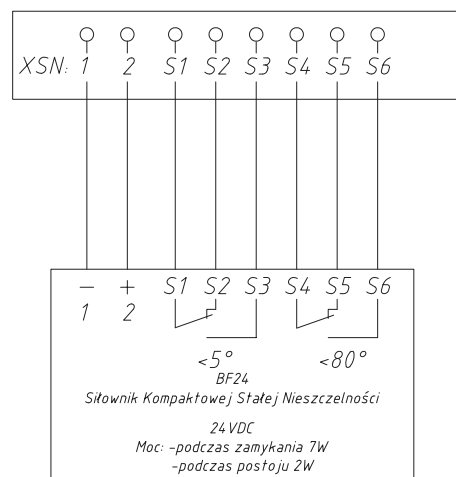 XSN: 1 2 S1 S2 S3 S4 S5 S6
− + S1 S2 S3 S4 S5 S6
1 2
<5° <80°
BF24
Siłownik Kompaktowej Stałej Nieszczelności
24VDC
Moc: -podczas zamykania 7W
-podczas postoju 2W